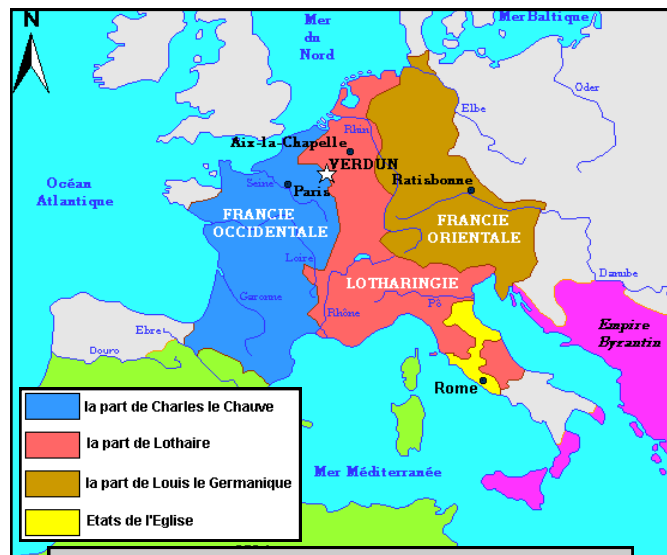 N
Mer
du
Nord
Mer Baltique
Oder
Elbe
Rhin
Aix-la-Chapelle
VERDUN
Ratisbonne
Océan
Atlantique
Seine
Paris
FRANCIE
OCCIDENTALE
FRANCIE
ORIENTALE
Loire
LOTHARINGIE
Danube
Garonne
Rhône
Pô
Ebre
Douro
Empire
Byrantin
Rome
Mer Méditerranée
la part de Charles le Chauve
la part de Lothaire
la part de Louis le Germanique
Etats de l'Eglise